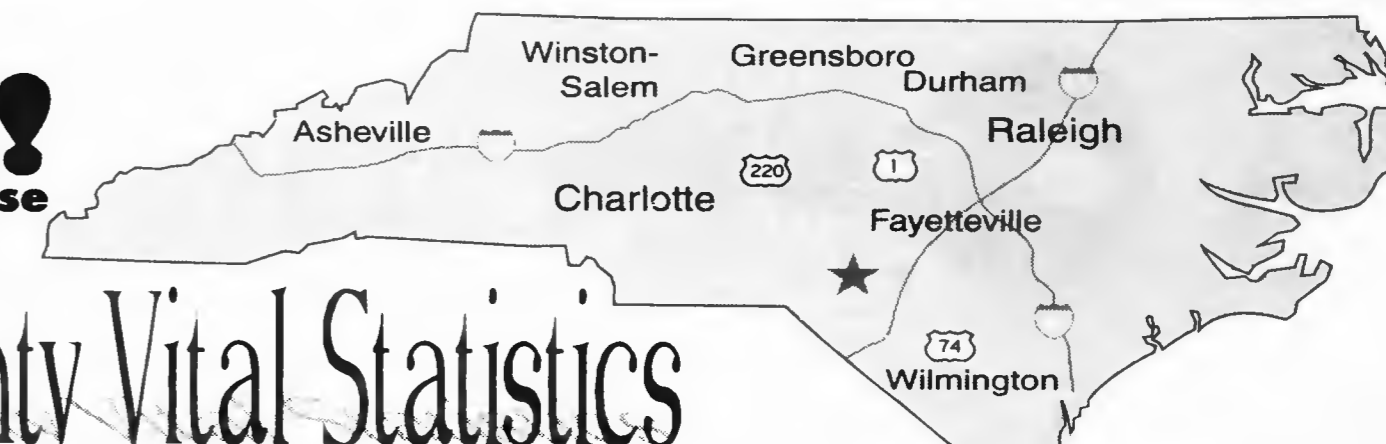 Winston-
Salem
Greensboro
Durham
Asheville
Raleigh
220
1
se
Charlotte
Fayetteville
nty Vital Statistics
74
Wilmington